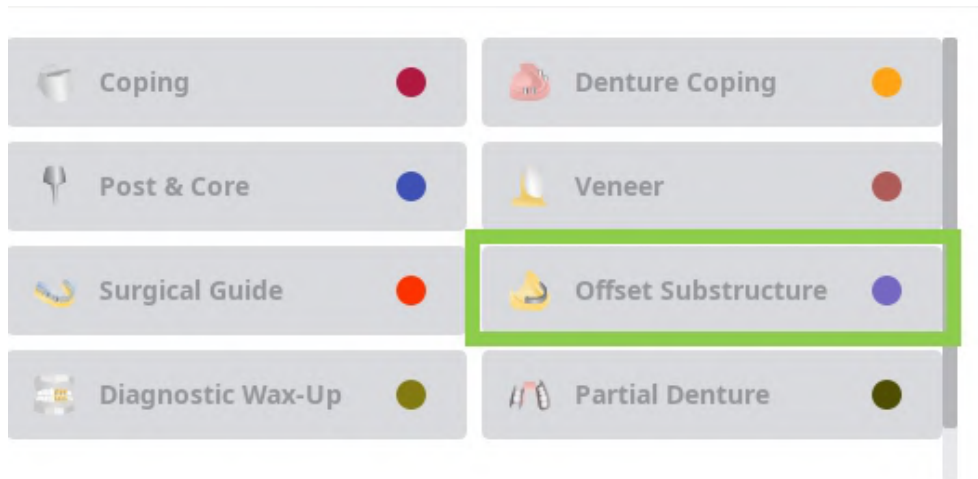 Coping
Denture Coping
Post & Core
Veneer
Surgical Guide
Offset Substructure
Diagnostic Wax-Up
Partial Denture